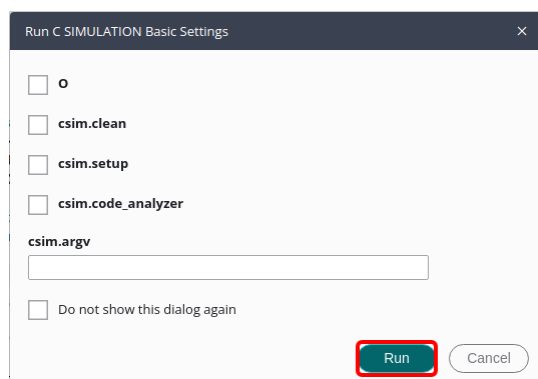 Run C SIMULATION Basic Settings ×
O
csim.clean
csim.setup
csim.code_analyzer
csim.argv
Do not show this dialog again
Run Cancel